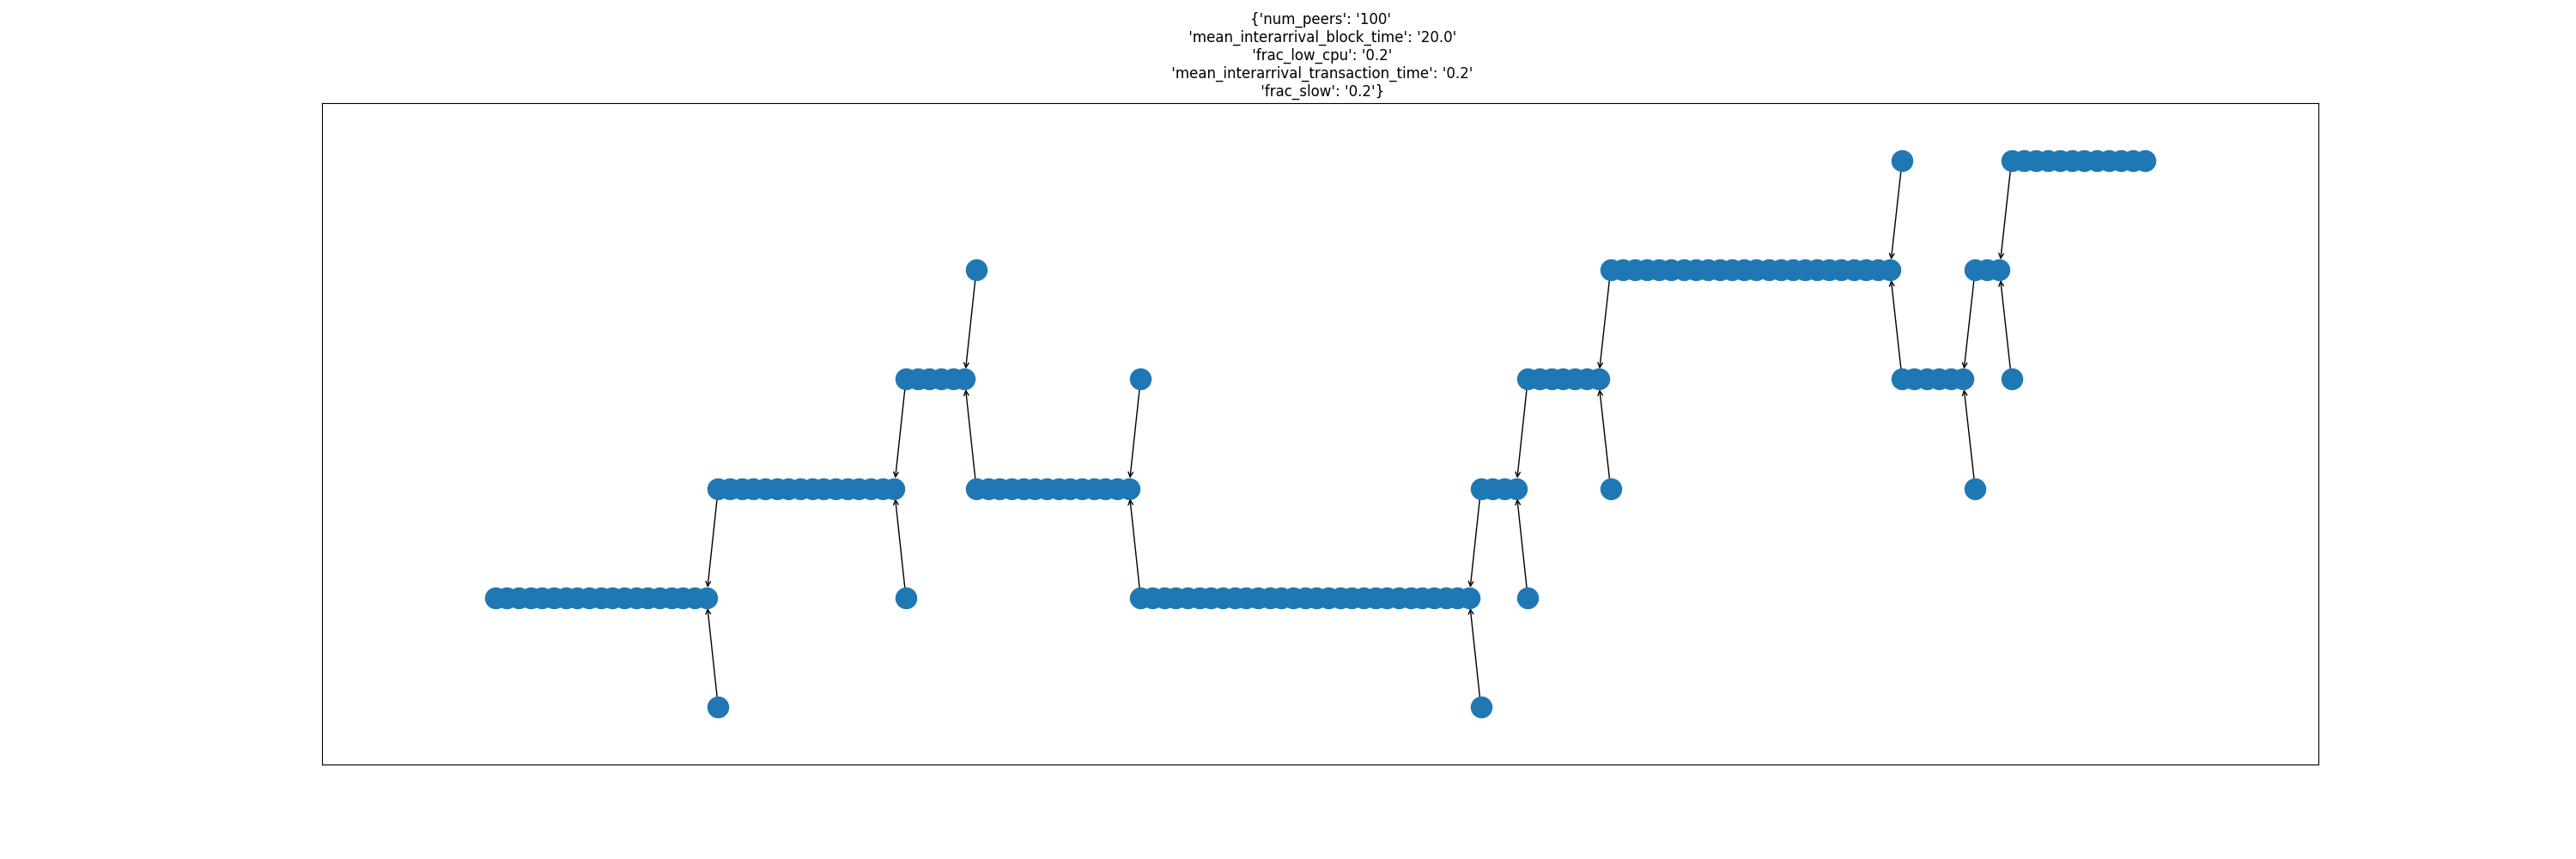 {'num_peers': '100'
'mean_interarrival_block_time': '20.0'
'frac_low_cpu': '0.2'
'mean_interarrival_transaction_time': '0.2'
'frac_slow': '0.2'}